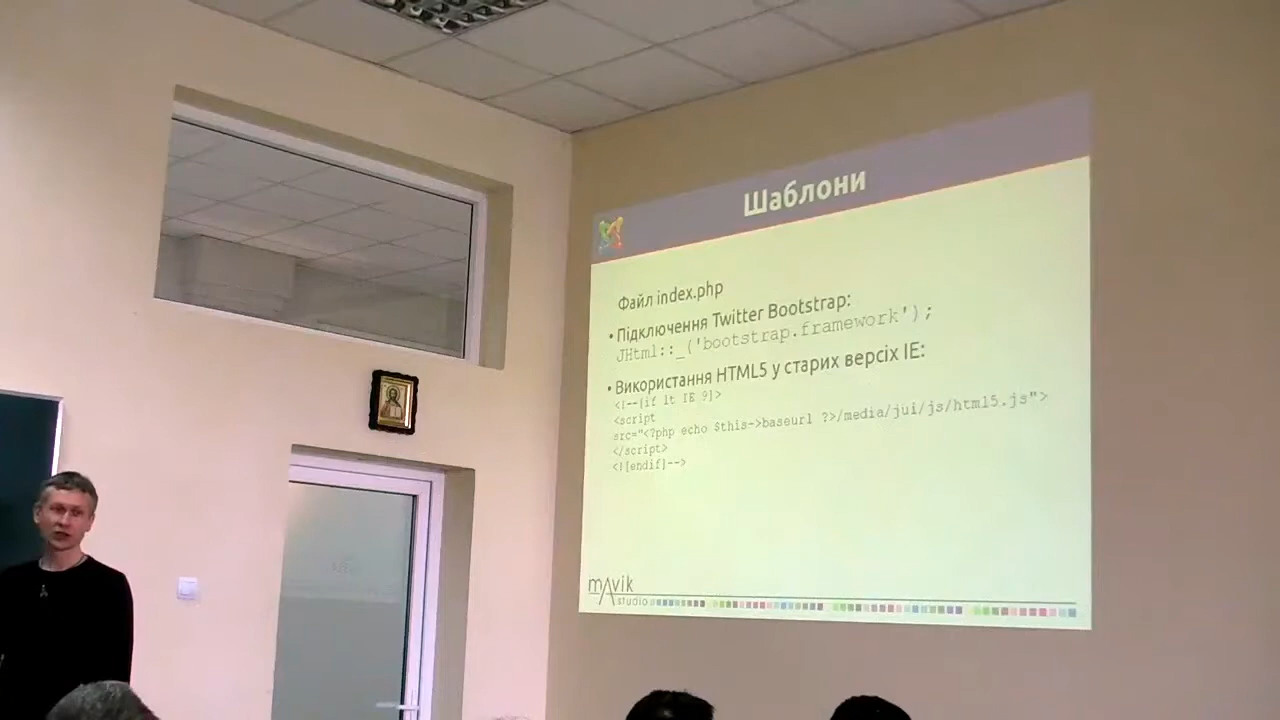 Шаблони
Файл index.php
• Підключення Twitter Bootstrap:
JHtml::_('bootstrap.framework');
• Використання HTML5 у старих версіх IE:
<!--[if lt IE 9]>
<script
src="<?php echo $this->baseurl ?>/media/jui/js/html5.js">
</script>
<![endif]-->
mavik
studio